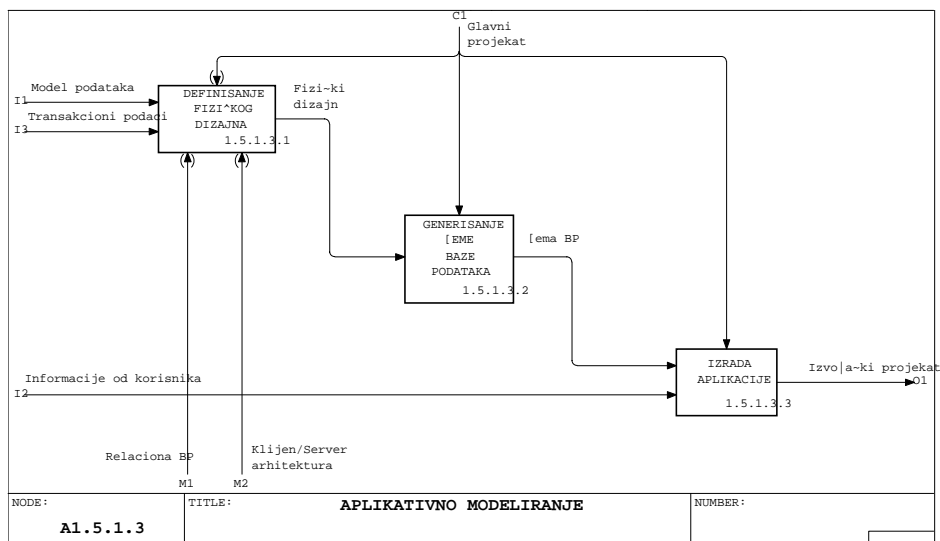 C1
Glavni
projekat
Model podataka
I1
Transakcioni podaci
I3
DEFINISANJE
FIZI^KOG
DIZAJNA
1.5.1.3.1
Fizi~ki
dizajn
GENERISANJE
[EME
BAZE
PODATAKA
1.5.1.3.2
[ema BP
IZRADA
APLIKACIJE
1.5.1.3.3
Izvo|a~ki projekat
O1
Informacije od korisnika
I2
Relaciona BP
M1
Klijen/Server
arhitektura
M2
NODE:
A1.5.1.3
TITLE:
APLIKATIVNO MODELIRANJE
NUMBER: